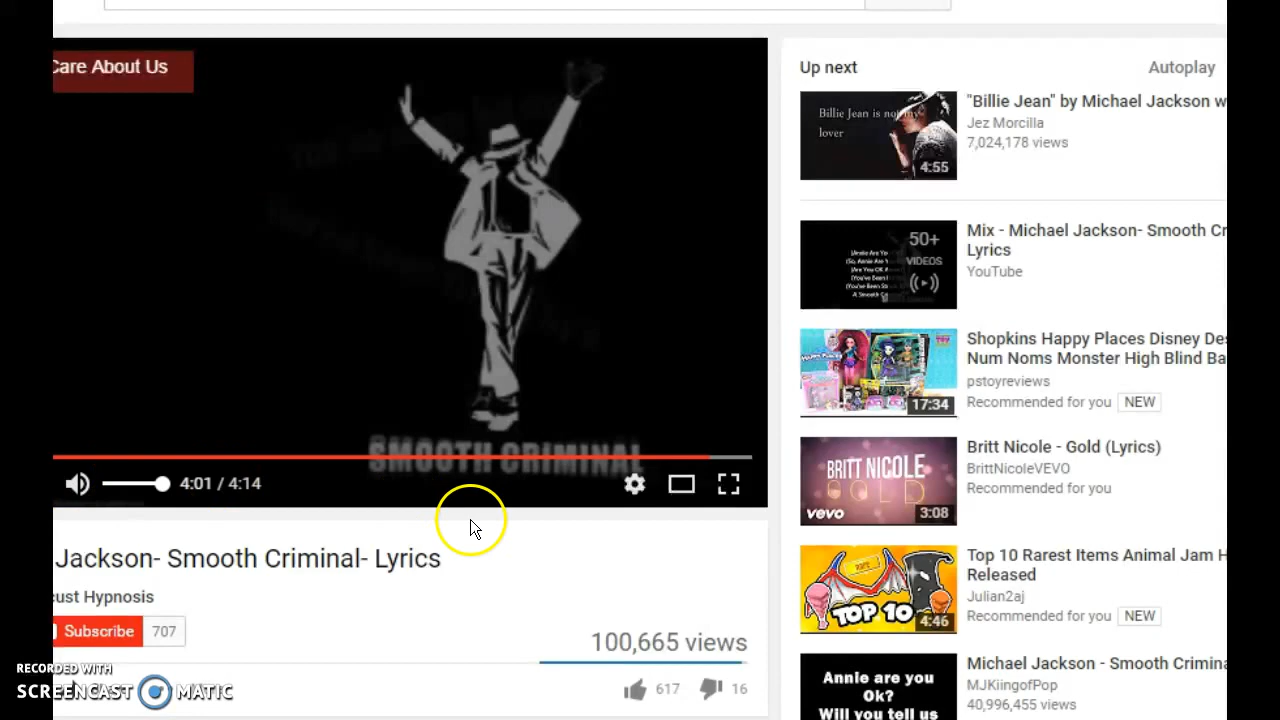 Care About Us
SMOOTH CRIMINAL
4:01 / 4:14
Jackson- Smooth Criminal- Lyrics
cust Hypnosis
Subscribe 707
100,665 views
617 16
RECORDED WITH
SCREENCAST MATIC
Up next Autoplay
Billie Jean is not my
lover
4:55
"Billie Jean" by Michael Jackson w
Jez Morcilla
7,024,178 views
50+
VIDEOS
Mix - Michael Jackson- Smooth Cr
Lyrics
YouTube
17:34
Shopkins Happy Places Disney De
Num Noms Monster High Blind Ba
pstoyreviews
Recommended for you NEW
BRITT NICOLE
GOLD
vevo
3:08
Britt Nicole - Gold (Lyrics)
BrittNicoleVEVO
Recommended for you
TOP 10
4:46
Top 10 Rarest Items Animal Jam H
Released
Julian2aj
Recommended for you NEW
Annie are you
Ok?
Will you tell us
Michael Jackson - Smooth Crimina
MJKiingofPop
40,996,455 views